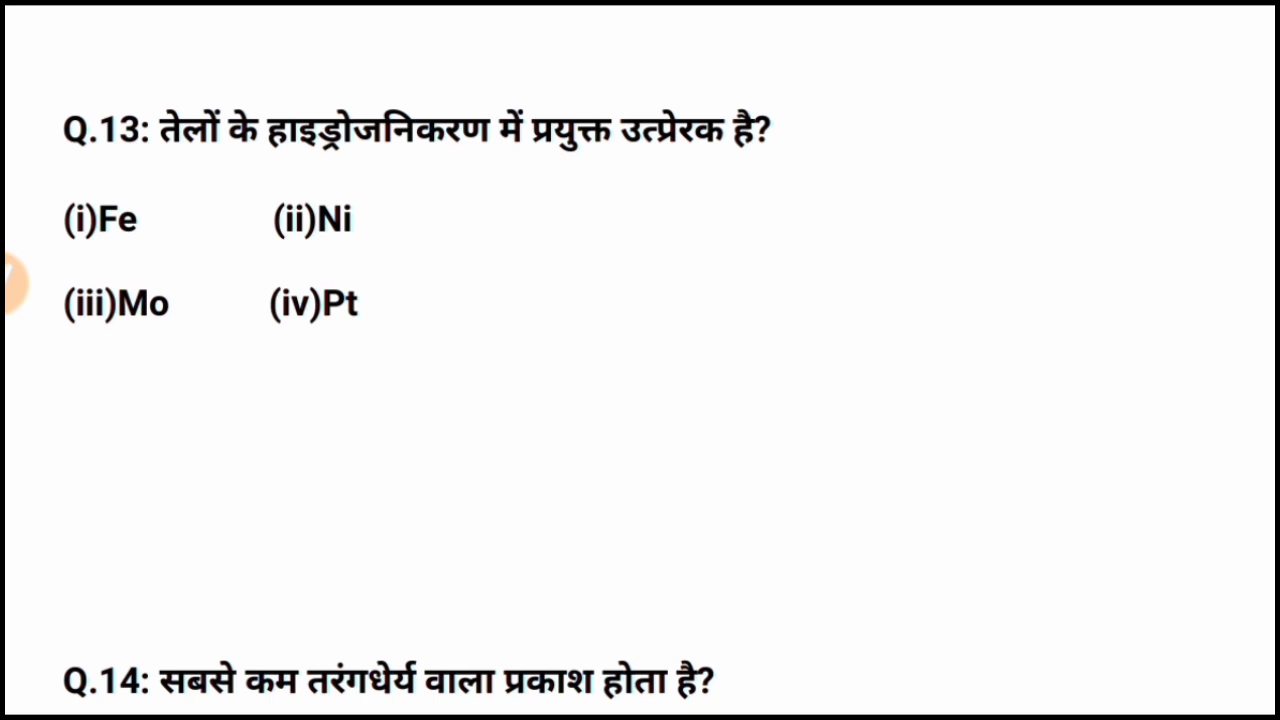 Q.13: तेलों के हाइड्रोजनिकरण में प्रयुक्त उत्प्रेरक है?
(i)Fe (ii)Ni
(iii)Mo (iv)Pt
Q.14: सबसे कम तरंगधेर्य वाला प्रकाश होता है?